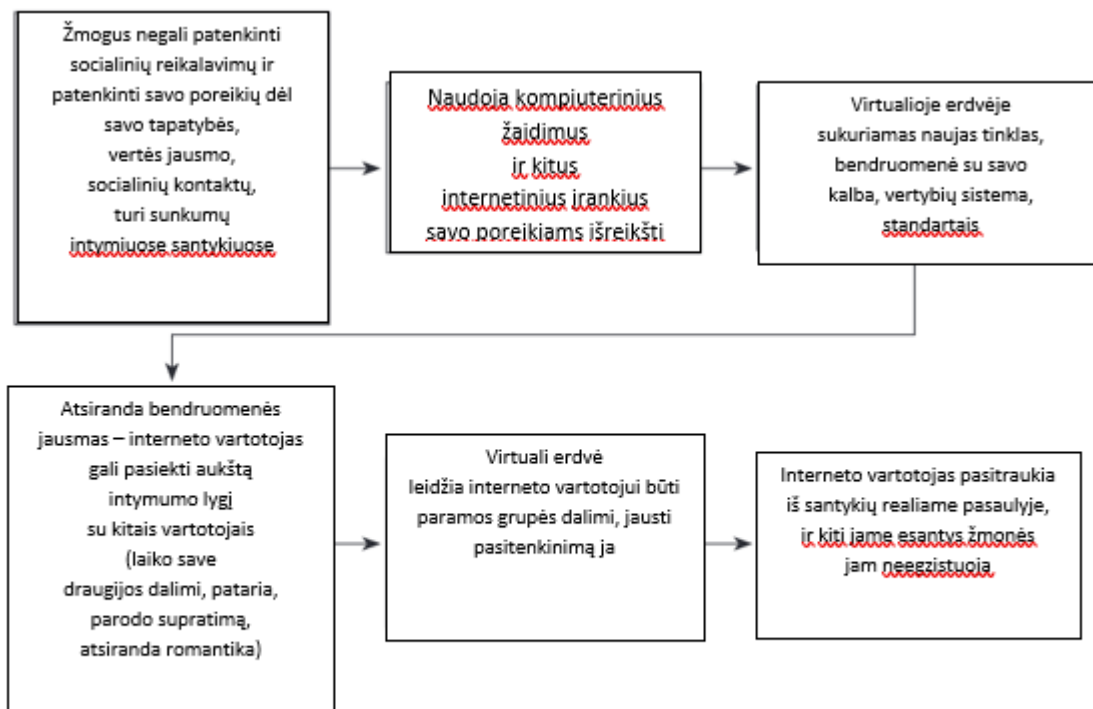 Žmogus negali patenkinti
socialinių reikalavimų ir
patenkinti savo poreikių dėl
savo tapatybės,
vertės jausmo,
socialinių kontaktų,
turi sunkumų
intymiuose santykiuose
Naudoja kompiuterinius
žaidimus
ir kitus
internetinius irankius
savo poreikiams išreikšti
Virtualioje erdvėje
sukuriamas naujas tinklas,
bendruomenė su savo
kalba, vertybių sistema,
standartais
Atsiranda bendruomenės
jausmas – interneto vartotojas
gali pasiekti aukštą
intymumo lygį
su kitais vartotojais
(laiko save
draugijos dalimi, pataria,
parodo supratimą,
atsiranda romantika)
Virtuali erdvė
leidžia interneto vartotojui būti
paramos grupės dalimi, jausti
pasitenkinimą ja
Interneto vartotojas pasitraukia
iš santykių realiame pasaulyje,
ir kiti jame esantys žmonės
jam neegzistuoja